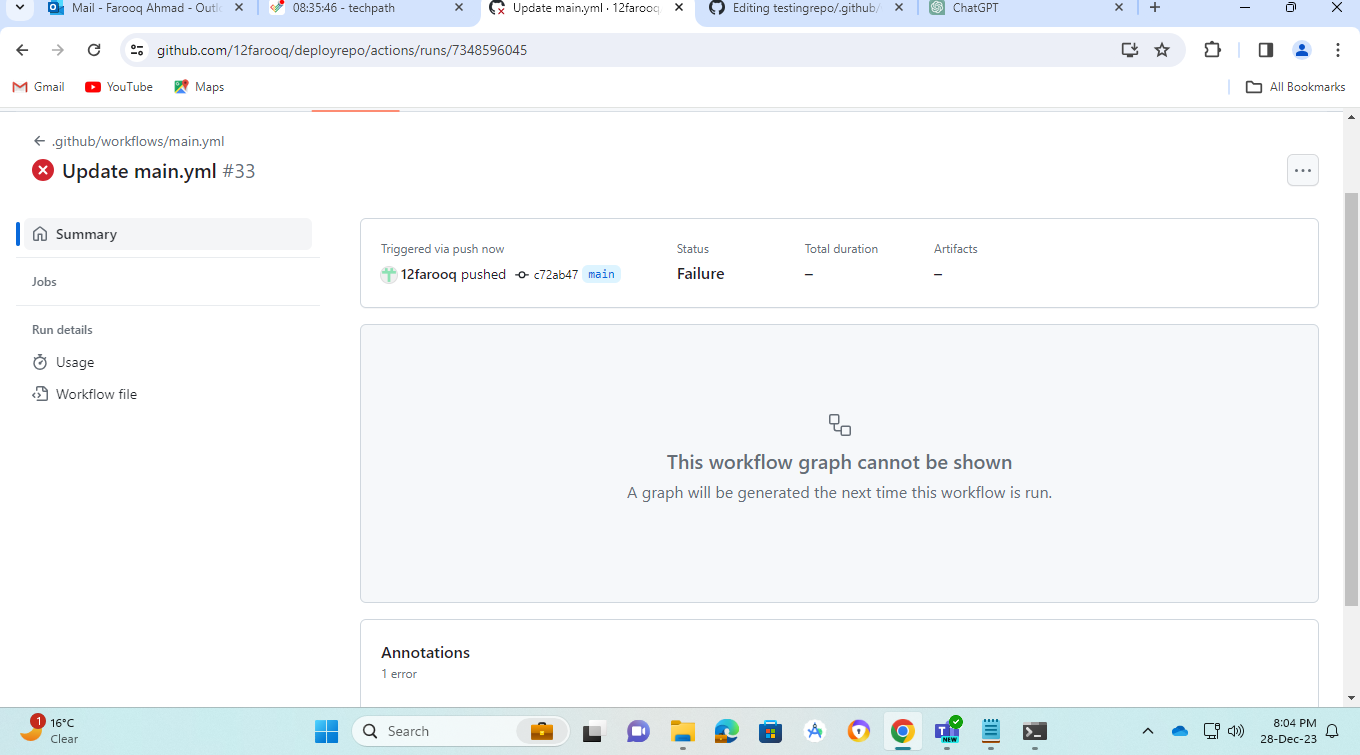 Mail - Farooq Ahmad - Outl
08:35:46 - techpath
Update main.yml · 12farooq
Editing testingrepo/.github/
ChatGPT
github.com/12farooq/deployrepo/actions/runs/7348596045
Gmail
YouTube
Maps
All Bookmarks
.github/workflows/main.yml
Update main.yml #33
Summary
Jobs
Run details
Usage
Workflow file
Triggered via push now
12farooq pushed c72ab47 main
Status
Failure
Total duration
–
Artifacts
–
This workflow graph cannot be shown
A graph will be generated the next time this workflow is run.
Annotations
1 error
1
16°C
Clear
Search
NEW
8:04 PM
28-Dec-23